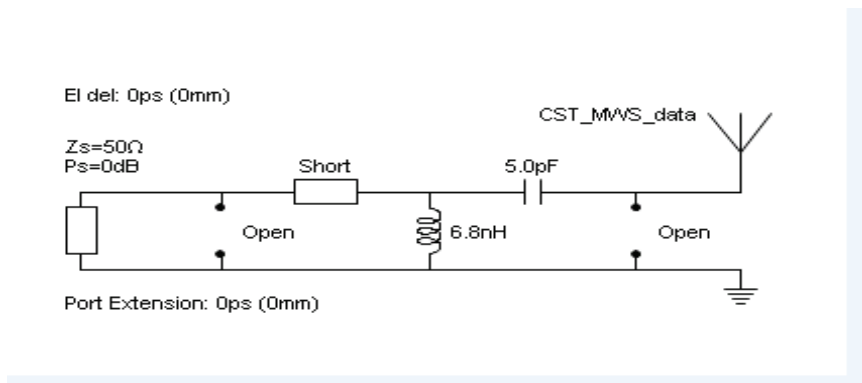 El del: 0ps (0mm)
CST_MWS_data
Zs=50Ω
Ps=0dB
Short
5.0pF
Open
6.8nH
Open
Port Extension: 0ps (0mm)